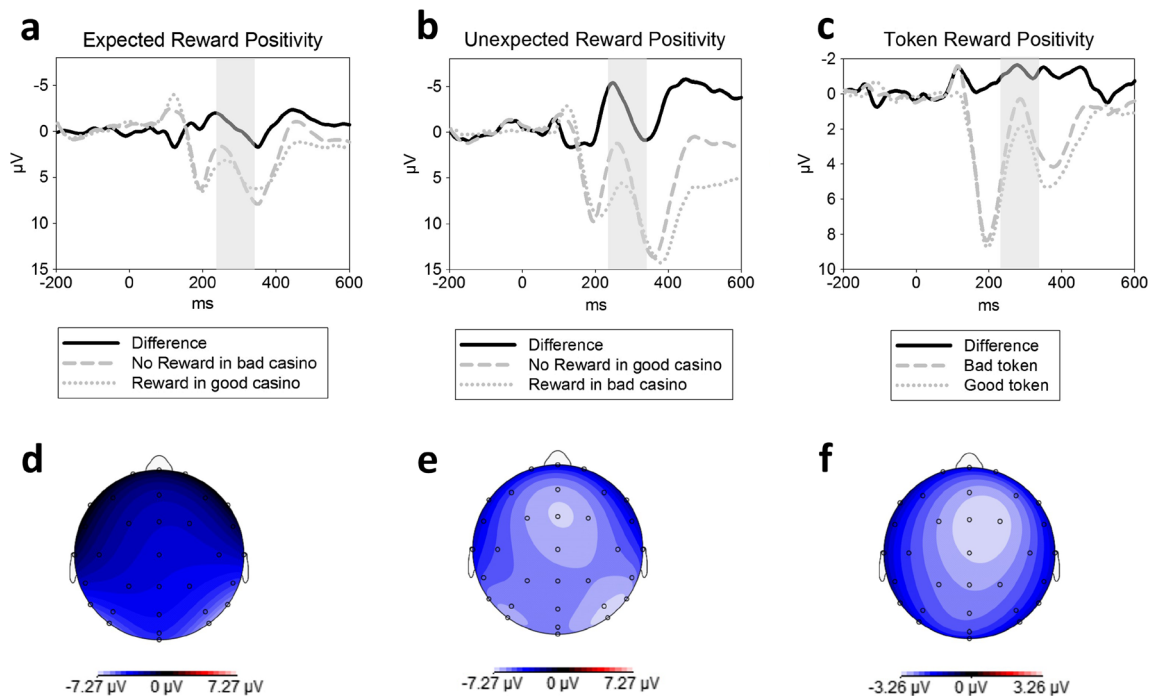 a
Expected Reward Positivity
-5
0
5
10
15
µV
-200 0 200 400 600
ms
Difference
No Reward in bad casino
Reward in good casino
b
Unexpected Reward Positivity
-5
0
5
10
15
µV
-200 0 200 400 600
ms
Difference
No Reward in good casino
Reward in bad casino
c
Token Reward Positivity
-2
0
2
4
6
8
10
µV
-200 0 200 400 600
ms
Difference
Bad token
Good token
d
-7.27 µV 0 µV 7.27 µV
e
-7.27 µV 0 µV 7.27 µV
f
-3.26 µV 0 µV 3.26 µV